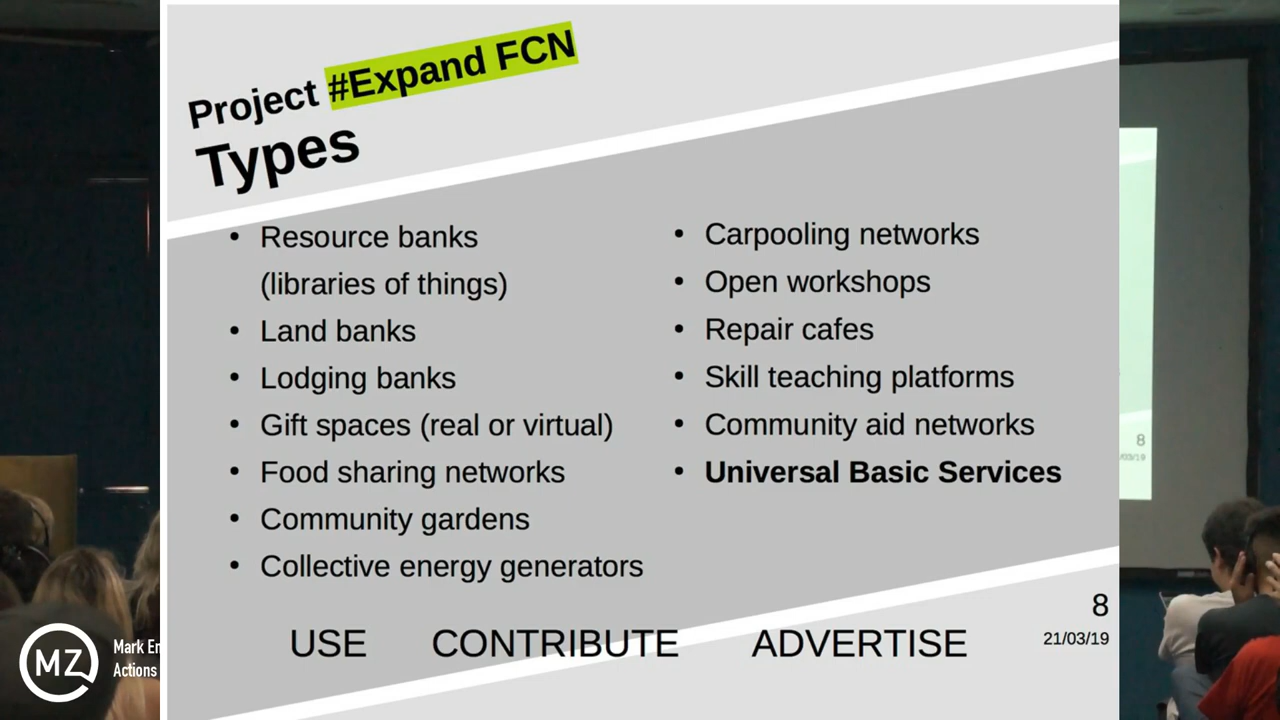 Project #Expand FCN
Types
• Resource banks
(libraries of things)
• Land banks
• Lodging banks
• Gift spaces (real or virtual)
• Food sharing networks
• Community gardens
• Collective energy generators
• Carpooling networks
• Open workshops
• Repair cafes
• Skill teaching platforms
• Community aid networks
• Universal Basic Services
USE CONTRIBUTE ADVERTISE
8
21/03/19
8
MZ
Mark En
Actions